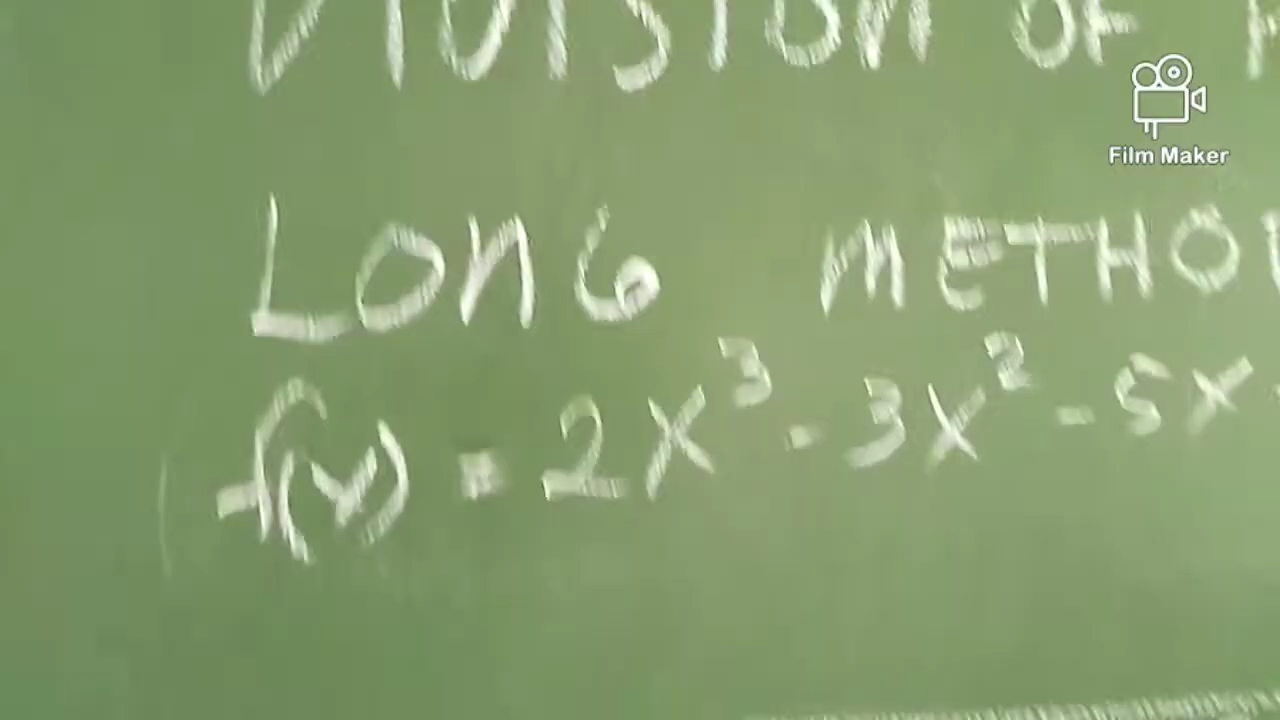 DIVISION OF
Film Maker
LONG METHOD
f(x) = 2x³ - 3x² - 5x